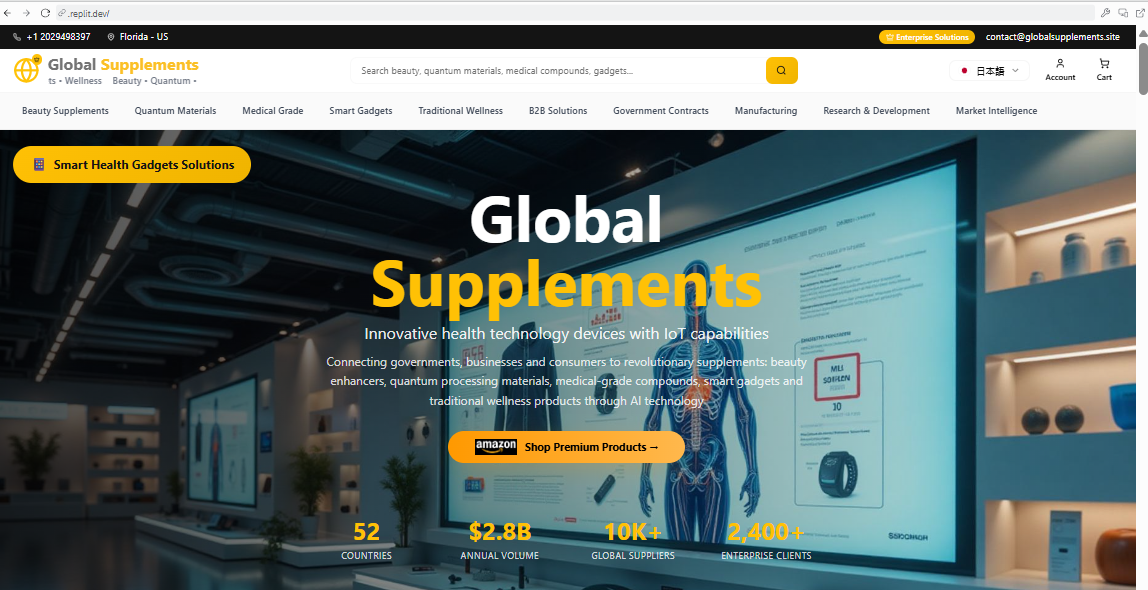 .replit.dev/
+1 2029498397
Florida - US
Enterprise Solutions
contact@globalsupplements.site
Global Supplements
ts • Wellness Beauty • Quantum •
Search beauty, quantum materials, medical compounds, gadgets...
日本語
Account
Cart
Beauty Supplements
Quantum Materials
Medical Grade
Smart Gadgets
Traditional Wellness
B2B Solutions
Government Contracts
Manufacturing
Research & Development
Market Intelligence
Smart Health Gadgets Solutions
Global
Supplements
Innovative health technology devices with IoT capabilities
Connecting governments, businesses and consumers to revolutionary supplements: beauty
enhancers, quantum processing materials, medical-grade compounds, smart gadgets and
traditional wellness products through AI technology.
amazon Shop Premium Products →
52
COUNTRIES
$2.8B
ANNUAL VOLUME
10K+
GLOBAL SUPPLIERS
2,400+
ENTERPRISE CLIENTS